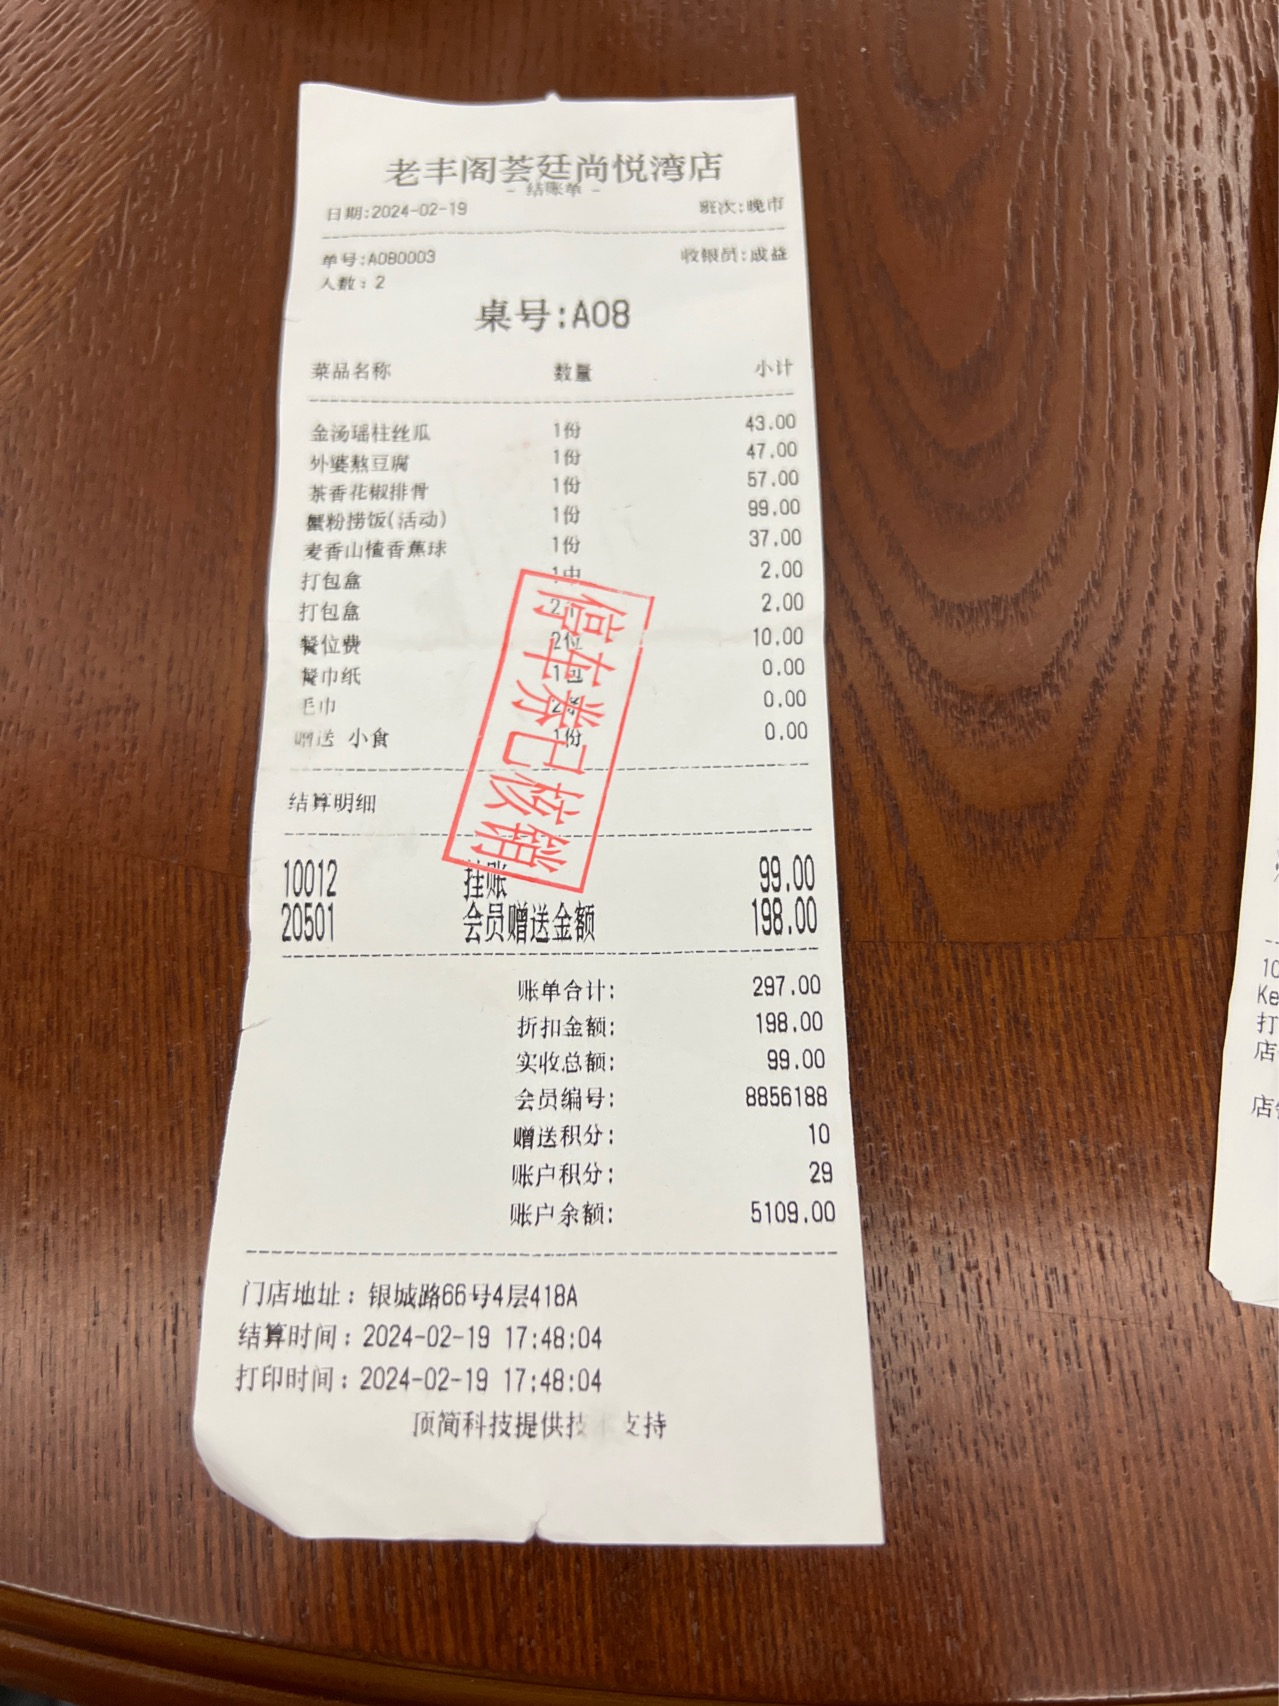 老丰阁荟廷尚悦湾店
- 结账单 -
日期:2024-02-19 班次:晚市
单号:A080003 收银员:成益
人数: 2
桌号:A08
菜品名称 数量 小计
金汤瑶柱丝瓜 1份 43.00
外婆熬豆腐 1份 47.00
茶香花椒排骨 1份 57.00
蟹粉捞饭(活动) 1份 99.00
麦香山楂香蕉球 1份 37.00
打包盒 1中 2.00
打包盒 2.00
餐位费 2位 10.00
餐巾纸 1包 0.00
毛巾 0.00
赠送 小食 1份 0.00
停车券已核销
结算明细
10012 挂账 99.00
20501 会员赠送金额 198.00
账单合计: 297.00
折扣金额: 198.00
实收总额: 99.00
会员编号: 8856188
赠送积分: 10
账户积分: 29
账户余额: 5109.00
门店地址: 银城路66号4层418A
结算时间: 2024-02-19 17:48:04
打印时间: 2024-02-19 17:48:04
顶简科技提供技术支持
10
Ke
打
店
店